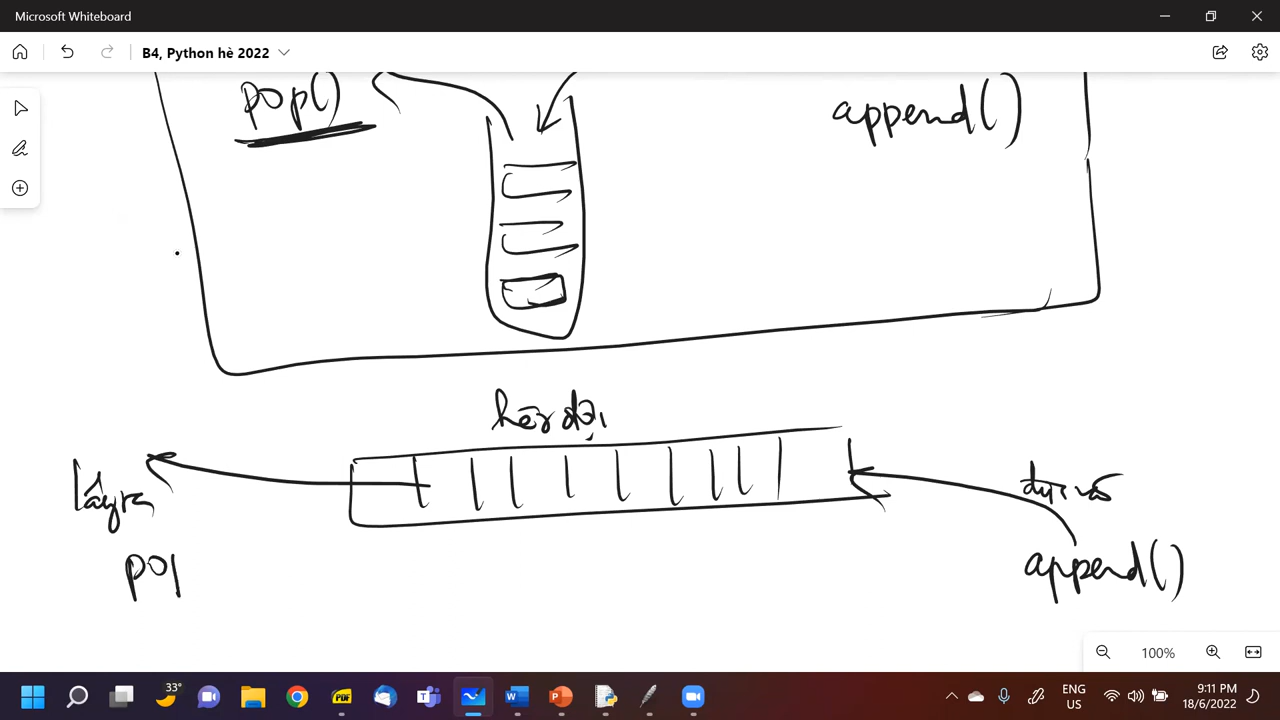 Microsoft Whiteboard
B4, Python hè 2022
pop()
append()
hàng đợi
lấy ra
đưa vào
pop
append()
100%
33°
PDF
ENG
US
9:11 PM
18/6/2022